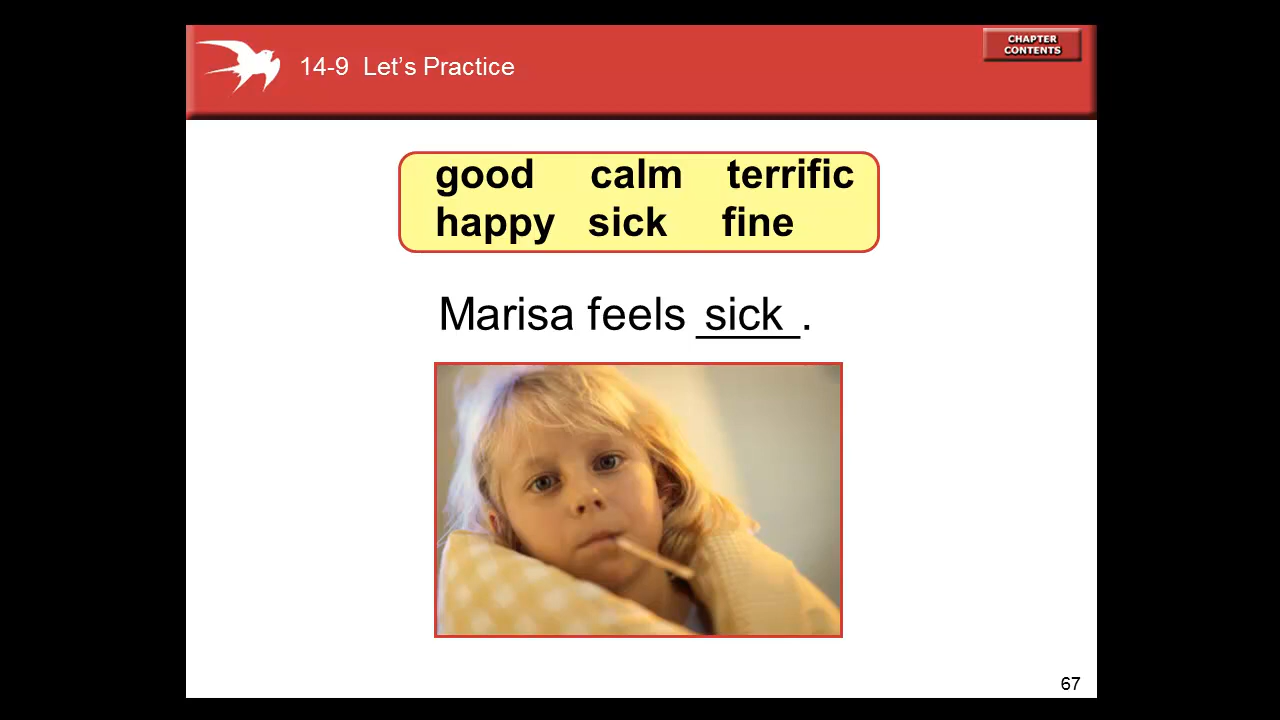 CHAPTER
CONTENTS
14-9 Let's Practice
good calm terrific
happy sick fine
Marisa feels sick.
67